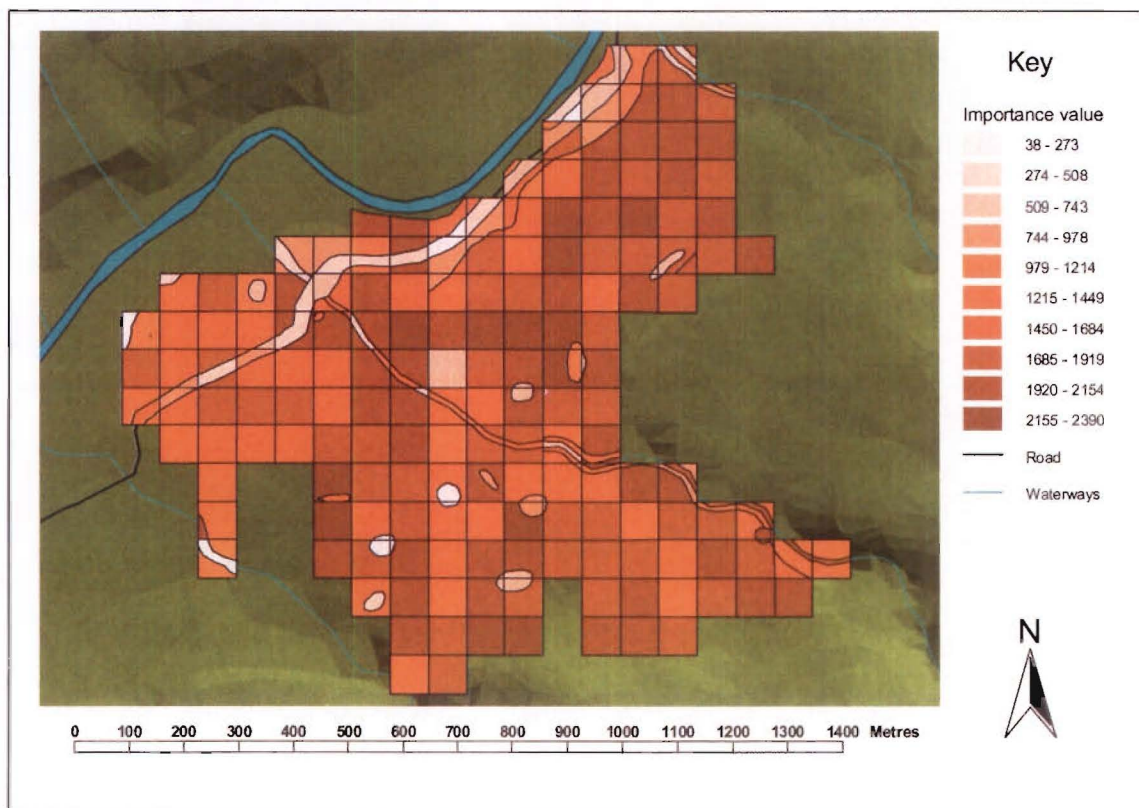 Key
Importance value
38 - 273
274 - 508
509 - 743
744 - 978
979 - 1214
1215 - 1449
1450 - 1684
1685 - 1919
1920 - 2154
2155 - 2390
Road
Waterways
N
0 100 200 300 400 500 600 700 800 900 1000 1100 1200 1300 1400 Metres